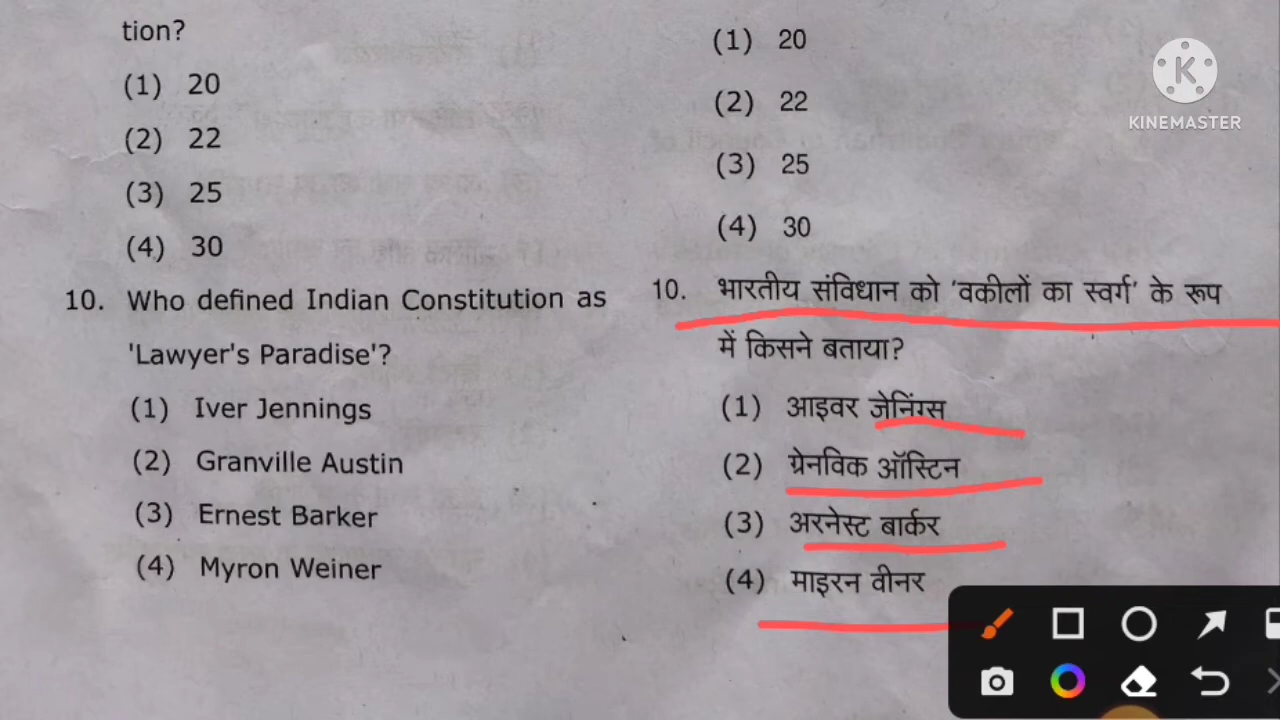 tion?
(1) 20
(2) 22
(3) 25
(4) 30
10. Who defined Indian Constitution as
'Lawyer's Paradise'?
(1) Iver Jennings
(2) Granville Austin
(3) Ernest Barker
(4) Myron Weiner
(1) 20
(2) 22
(3) 25
(4) 30
10. भारतीय संविधान को 'वकीलों का स्वर्ग' के रूप
में किसने बताया?
(1) आइवर जेनिंग्स
(2) ग्रेनविक ऑस्टिन
(3) अरनेस्ट बार्कर
(4) माइरन वीनर
K
KINEMASTER